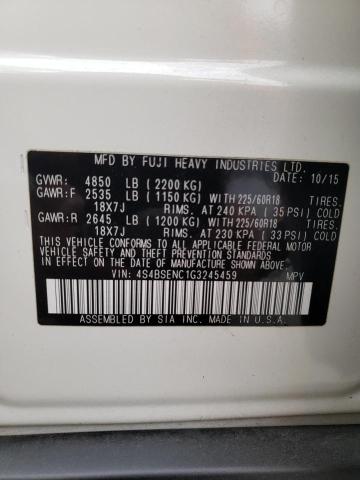 MFD. BY FUJI HEAVY INDUSTRIES LTD.
GVWR: 4850 LB ( 2200 KG) DATE: 10/15
GAWR:F 2535 LB ( 1150 KG) WITH 225/60R18 TIRES.
18X7J RIMS. AT 240 KPA ( 35 PSI) COLD
GAWR:R 2645 LB ( 1200 KG) WITH 225/60R18 TIRES.
18X7J RIMS. AT 230 KPA ( 33 PSI) COLD
THIS VEHICLE CONFORMS TO ALL APPLICABLE FEDERAL MOTOR
VEHICLE SAFETY, BUMPER, AND THEFT PREVENTION STANDARDS
IN EFFECT ON THE DATE OF MANUFACTURE SHOWN ABOVE.
VIN: 4S4BSENC1G3245459 MPV
ASSEMBLED BY SIA INC. MADE IN U.S.A.